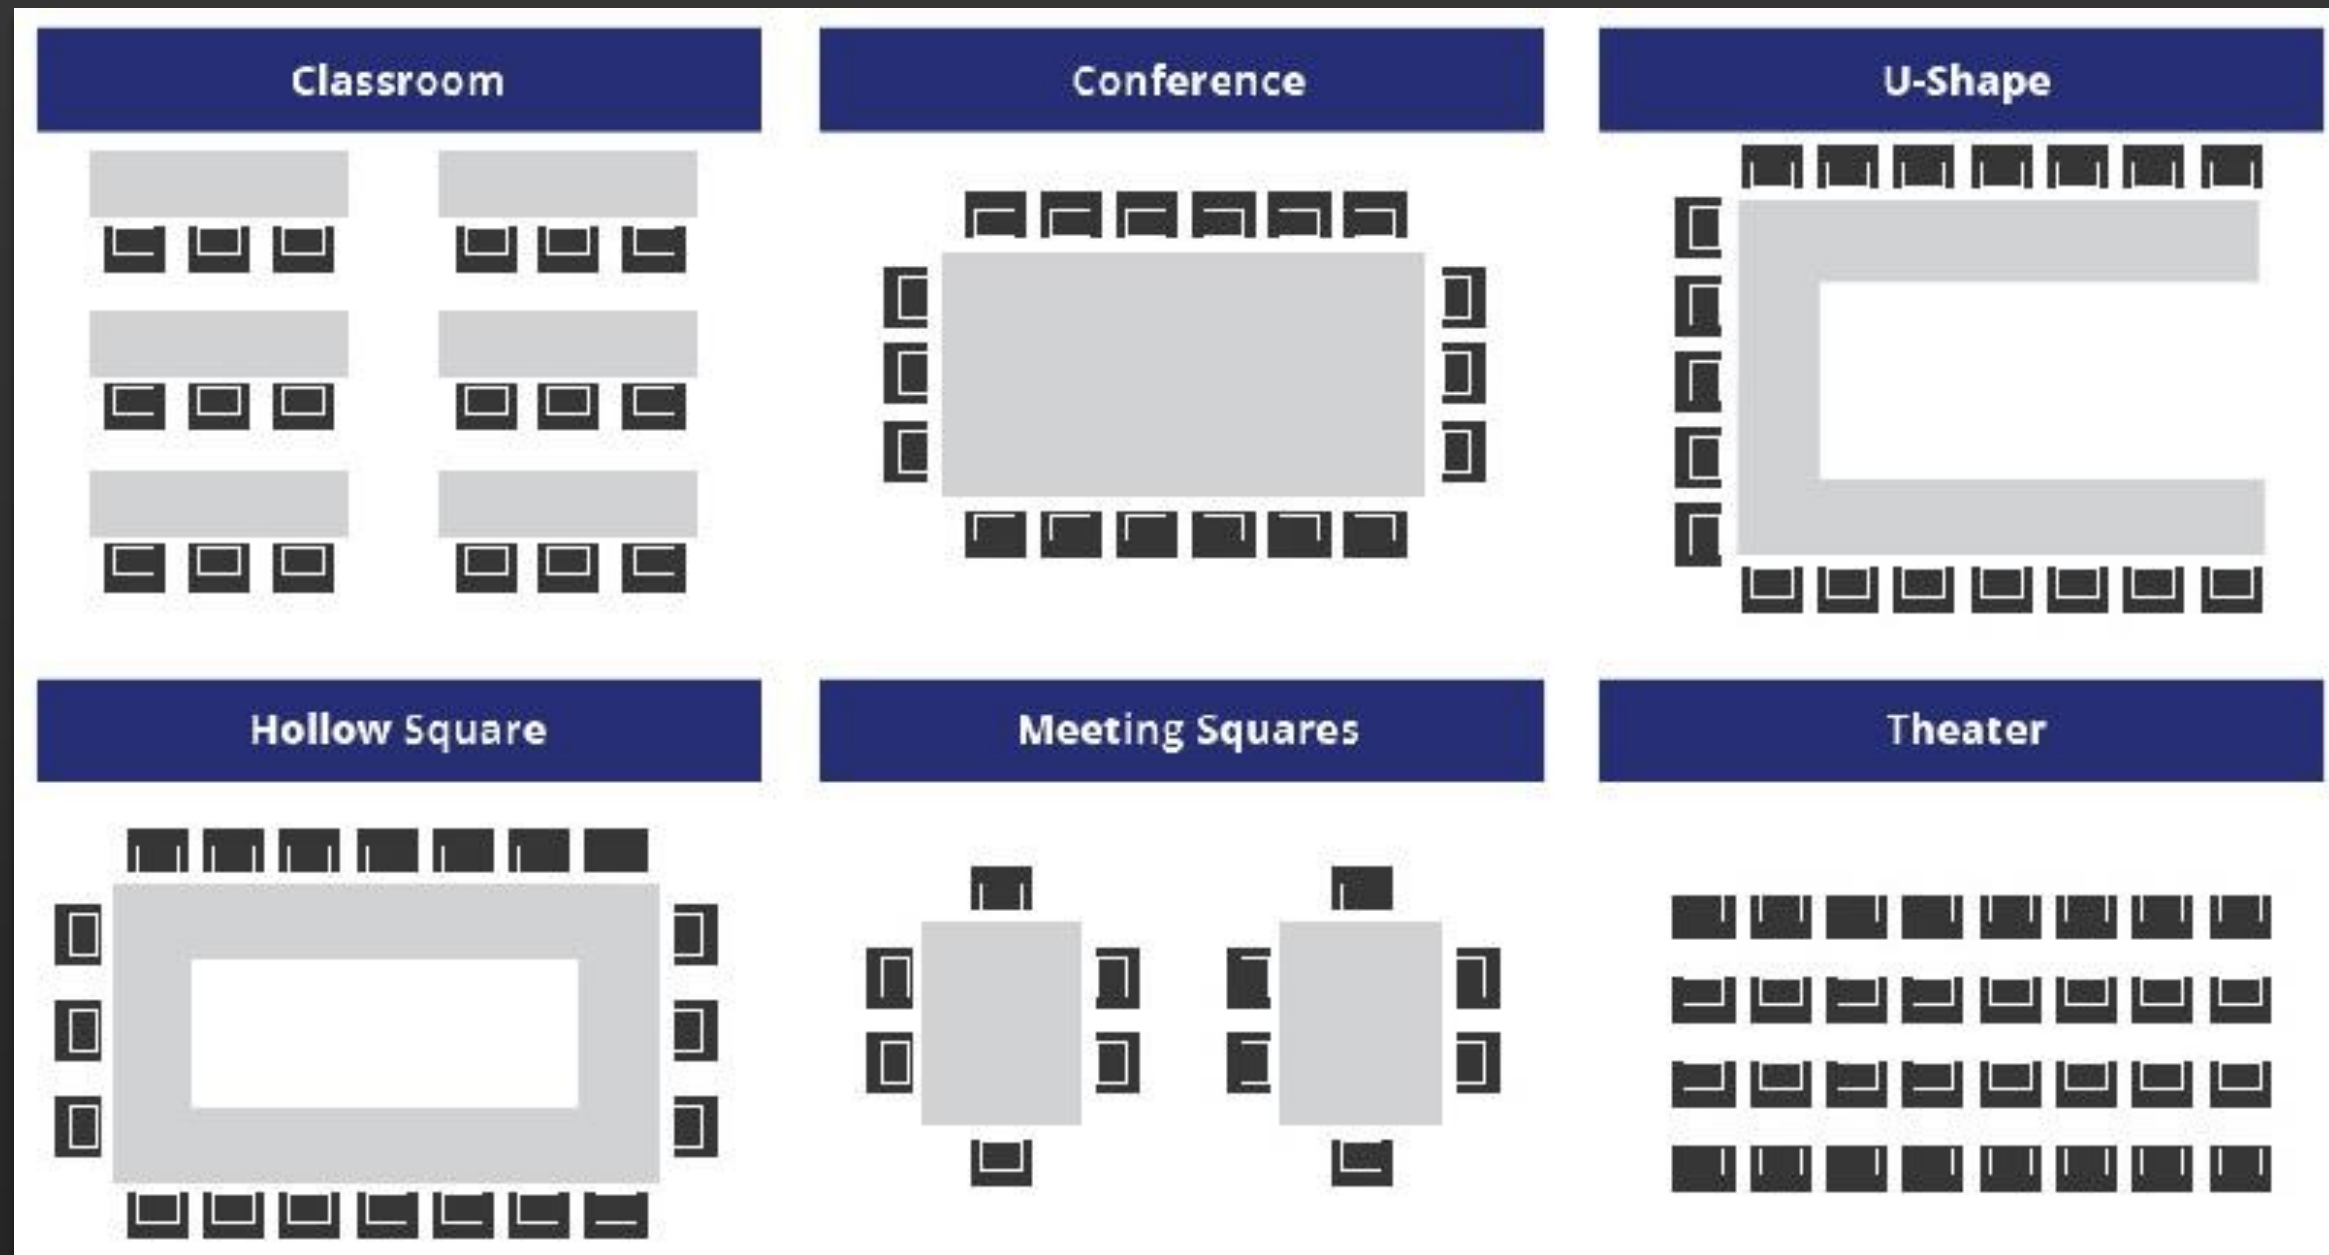 Classroom
Conference
U-Shape
Hollow Square
Meeting Squares
Theater